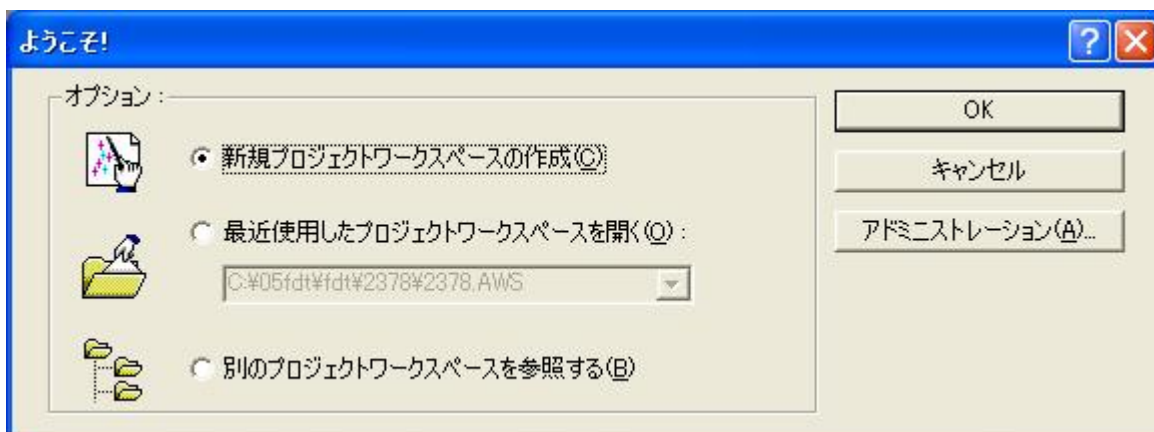 ようこそ!
オプション:
新規プロジェクトワークスペースの作成(C)
最近使用したプロジェクトワークスペースを開く(O):
C:¥05fdt¥fdt¥2378¥2378.AWS
別のプロジェクトワークスペースを参照する(B)
OK
キャンセル
アドミニストレーション(A)...